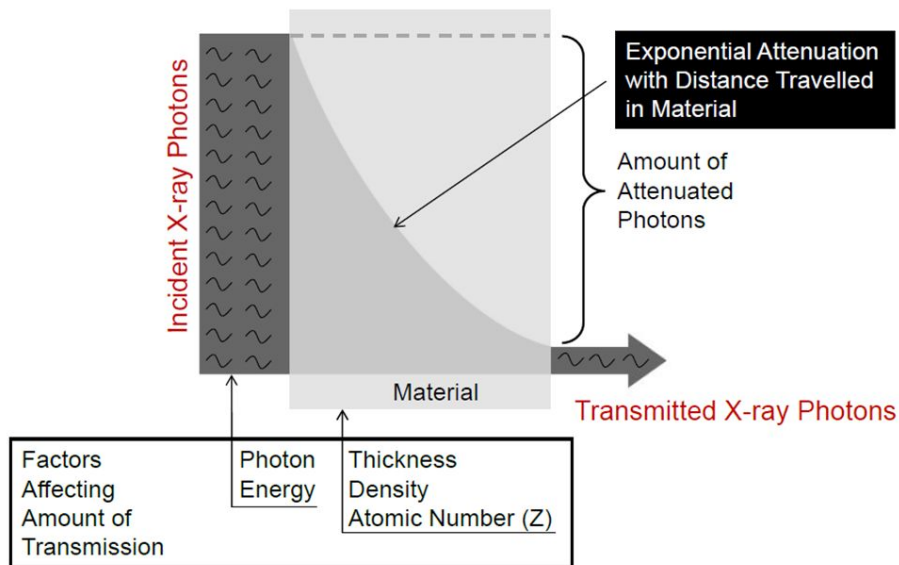 Incident X-ray Photons
Exponential Attenuation
with Distance Travelled
in Material
Amount of
Attenuated
Photons
Material
Transmitted X-ray Photons
Factors
Affecting
Amount of
Transmission
Photon
Energy
Thickness
Density
Atomic Number (Z)